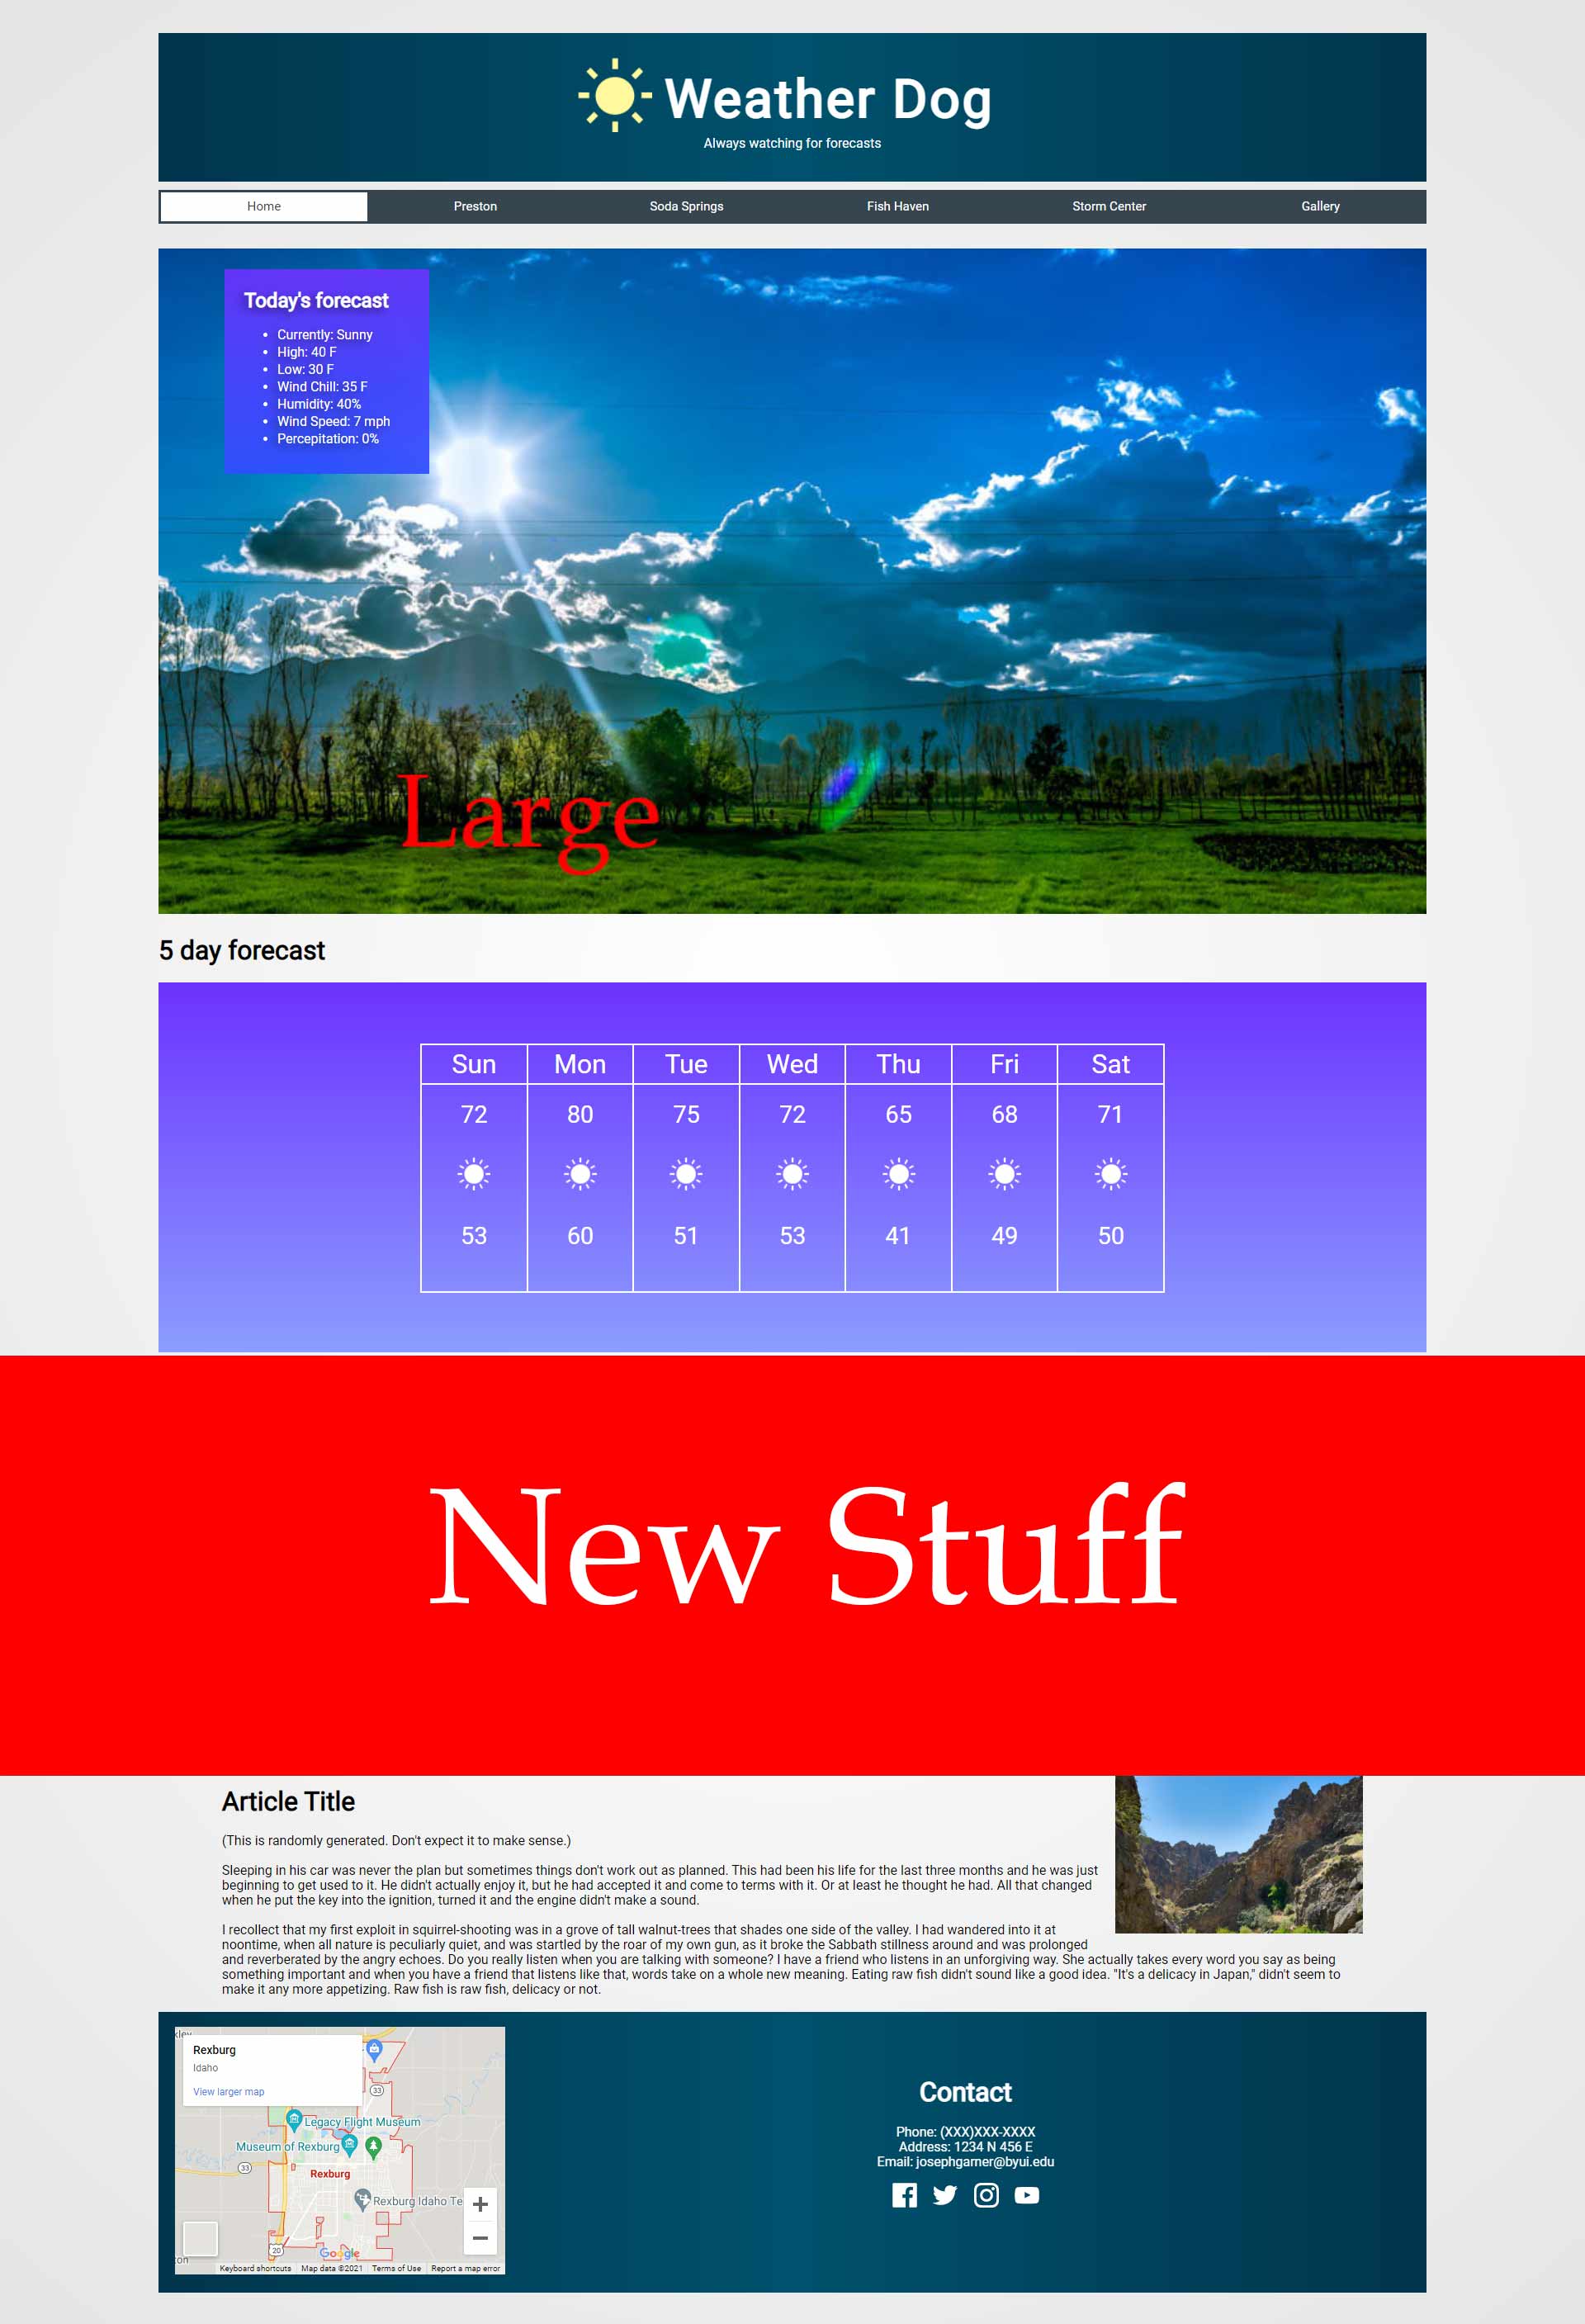 Weather Dog
Always watching for forecasts
Home Preston Soda Springs Fish Haven Storm Center Gallery
Today's forecast
• Currently: Sunny
• High: 40 F
• Low: 30 F
• Wind Chill: 35 F
• Humidity: 40%
• Wind Speed: 7 mph
• Percepitation: 0%
Large
5 day forecast
Sun Mon Tue Wed Thu Fri Sat
72 80 75 72 65 68 71
53 60 51 53 41 49 50
New Stuff
Article Title
(This is randomly generated. Don't expect it to make sense.)
Sleeping in his car was never the plan but sometimes things don't work out as planned. This had been his life for the last three months and he was just
beginning to get used to it. He didn't actually enjoy it, but he had accepted it and come to terms with it. Or at least he thought he had. All that changed
when he put the key into the ignition, turned it and the engine didn't make a sound.
I recollect that my first exploit in squirrel-shooting was in a grove of tall walnut-trees that shades one side of the valley. I had wandered into it at
noontime, when all nature is peculiarly quiet, and was startled by the roar of my own gun, as it broke the Sabbath stillness around and was prolonged
and reverberated by the angry echoes. Do you really listen when you are talking with someone? I have a friend who listens in an unforgiving way. She actually takes every word you say as being
something important and when you have a friend that listens like that, words take on a whole new meaning. Eating raw fish didn't sound like a good idea. "It's a delicacy in Japan," didn't seem to
make it any more appetizing. Raw fish is raw fish, delicacy or not.
kley
Rexburg
Idaho
View larger map
33
Legacy Flight Museum
Museum of Rexburg
33
Rexburg
Rexburg Idaho Te
20
Google
ton
Keyboard shortcuts Map data ©2021 Terms of Use Report a map error
Contact
Phone: (XXX)XXX-XXXX
Address: 1234 N 456 E
Email: josephgarner@byui.edu